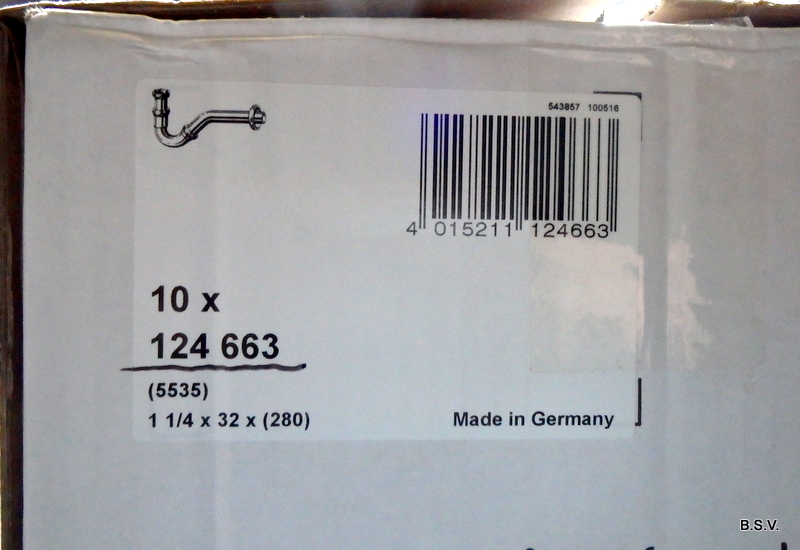 543857 100516
4 015211 124663
10 x
124 663
(5535)
1 1/4 x 32 x (280)
Made in Germany
B.S.V.